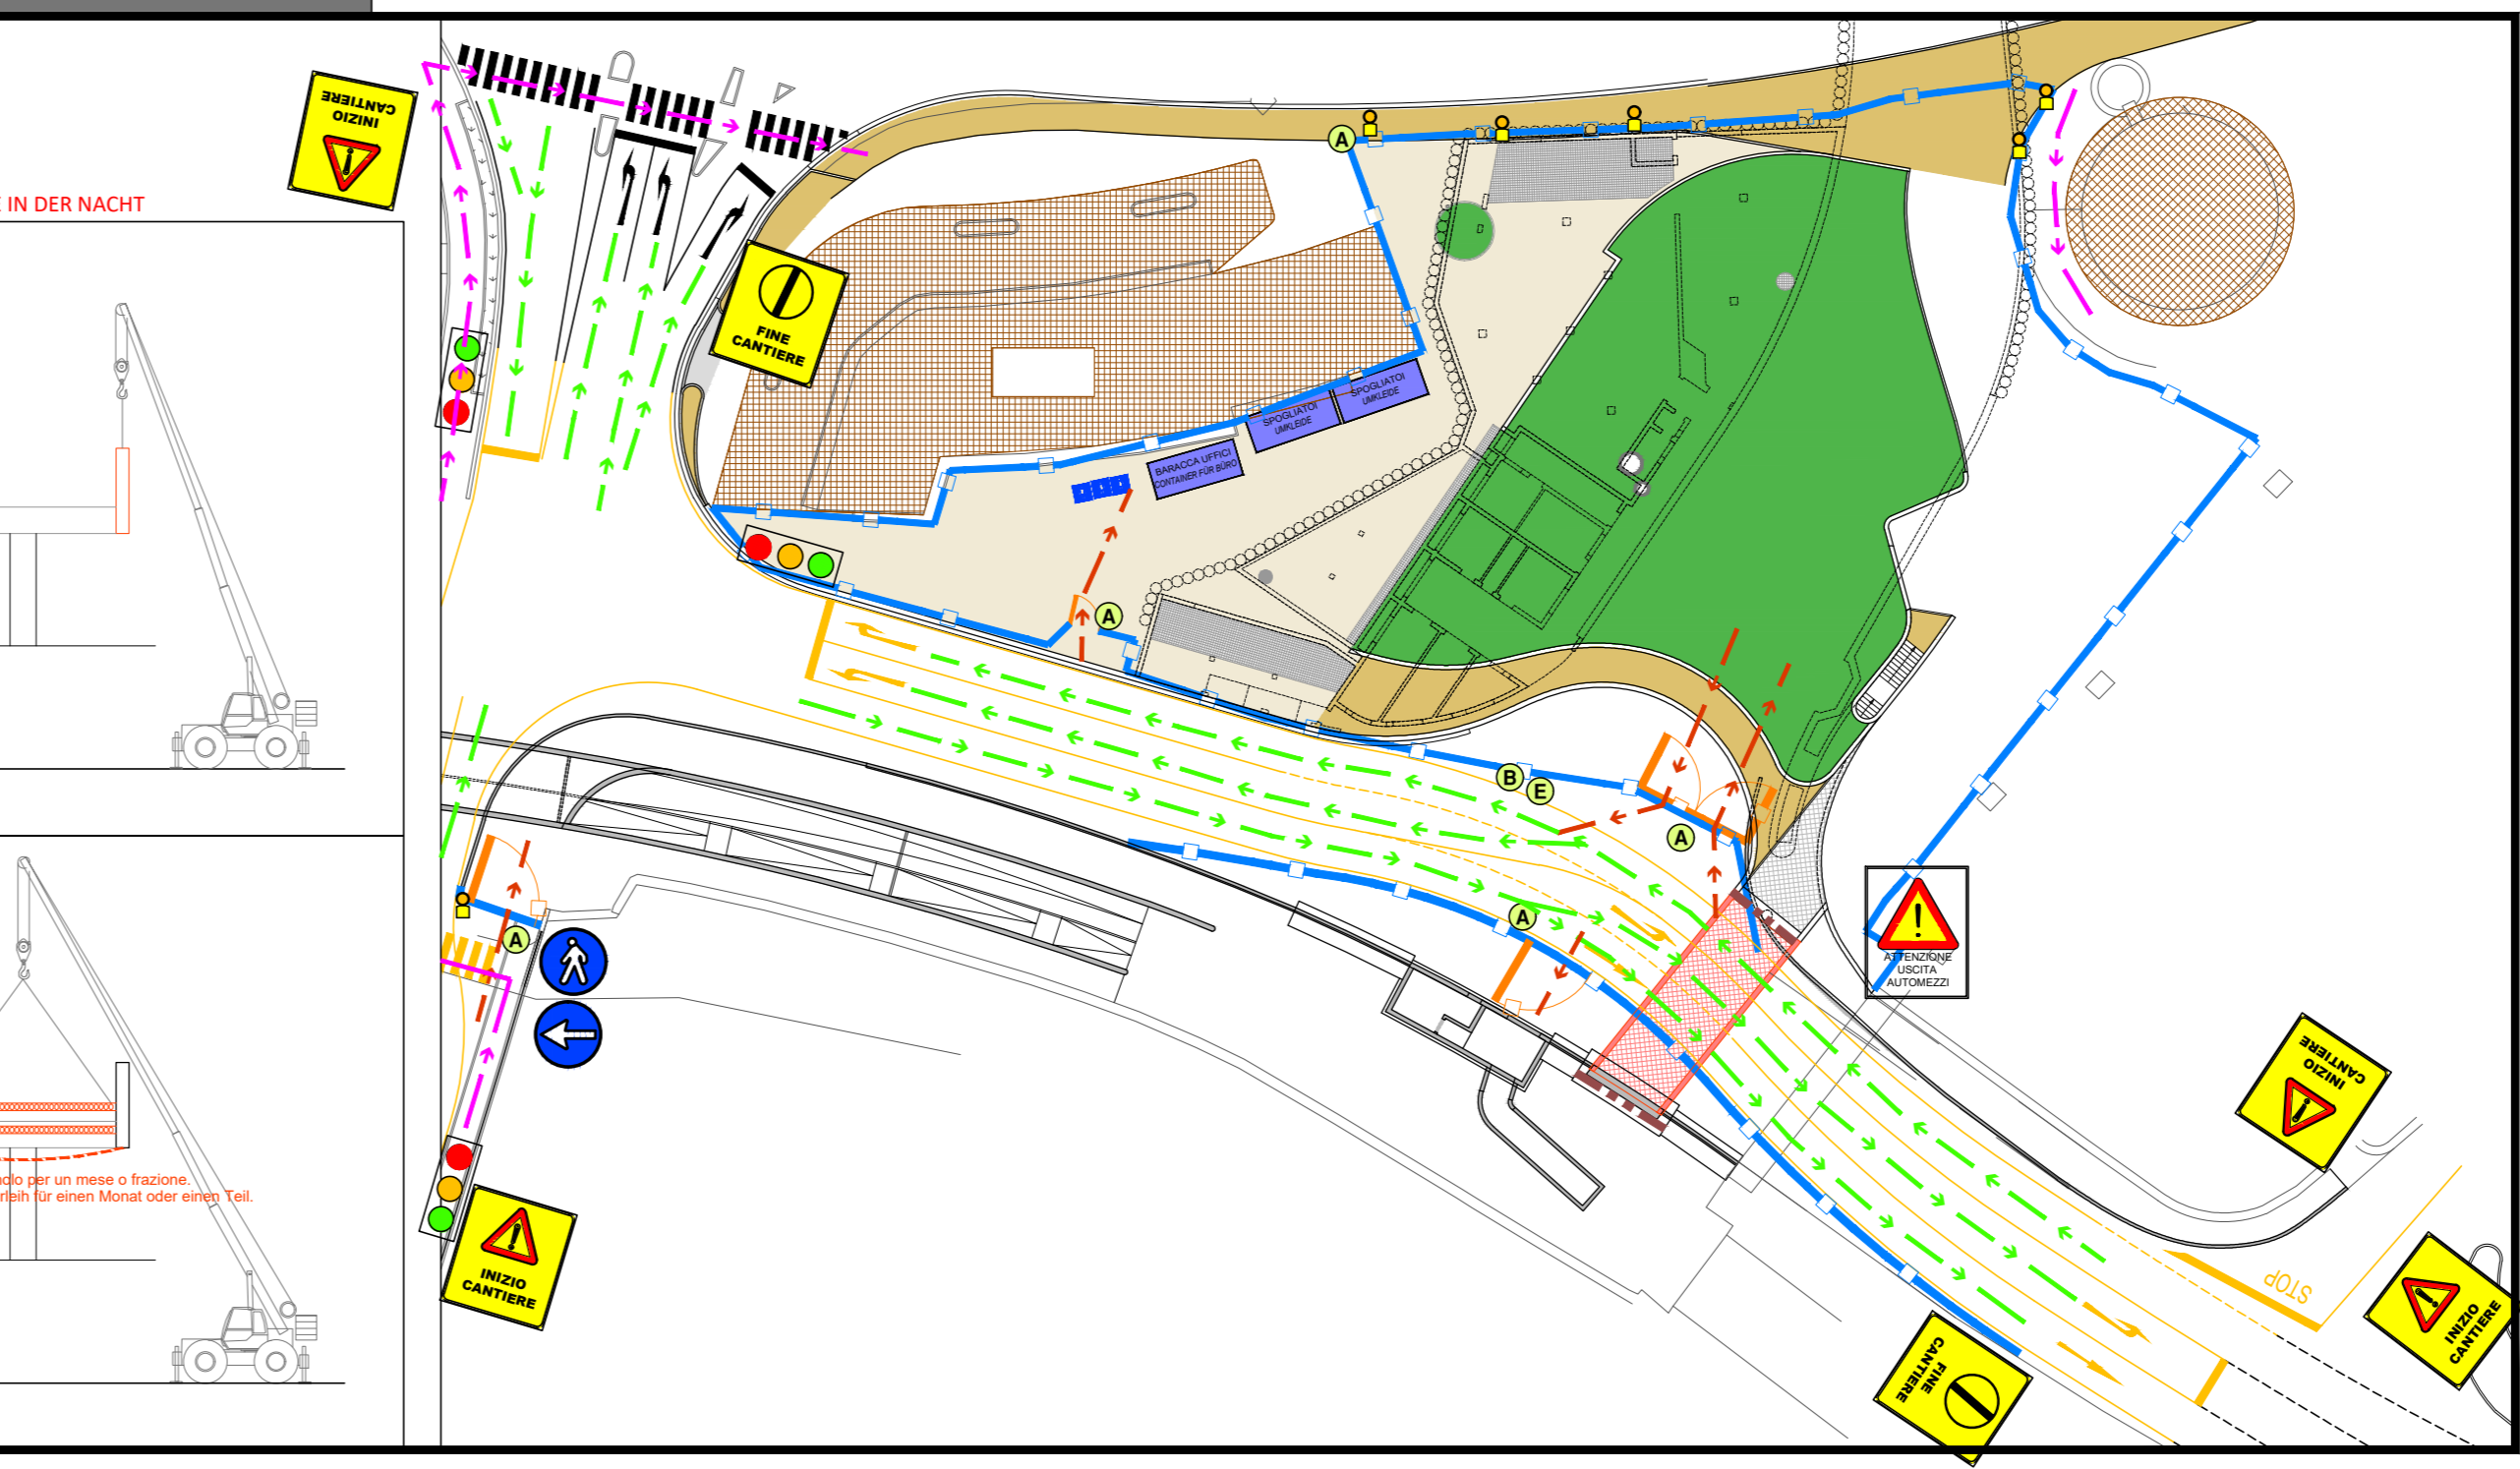 E IN DER NACHT
ndlo per un mese o frazione.
rleih für einen Monat oder einen Teil.
INIZIO
CANTIERE
FINE
CANTIERE
A
SPOGLIATOI
UMKLEIDE
SPOGLIATOI
UMKLEIDE
BARACCA UFFICI
CONTAINER FÜR BÜRO
A
B
E
A
A
A
ATTENZIONE
USCITA
AUTOMEZZI
INIZIO
CANTIERE
INIZIO
CANTIERE
STOP
INIZIO
CANTIERE
FINE
CANTIERE